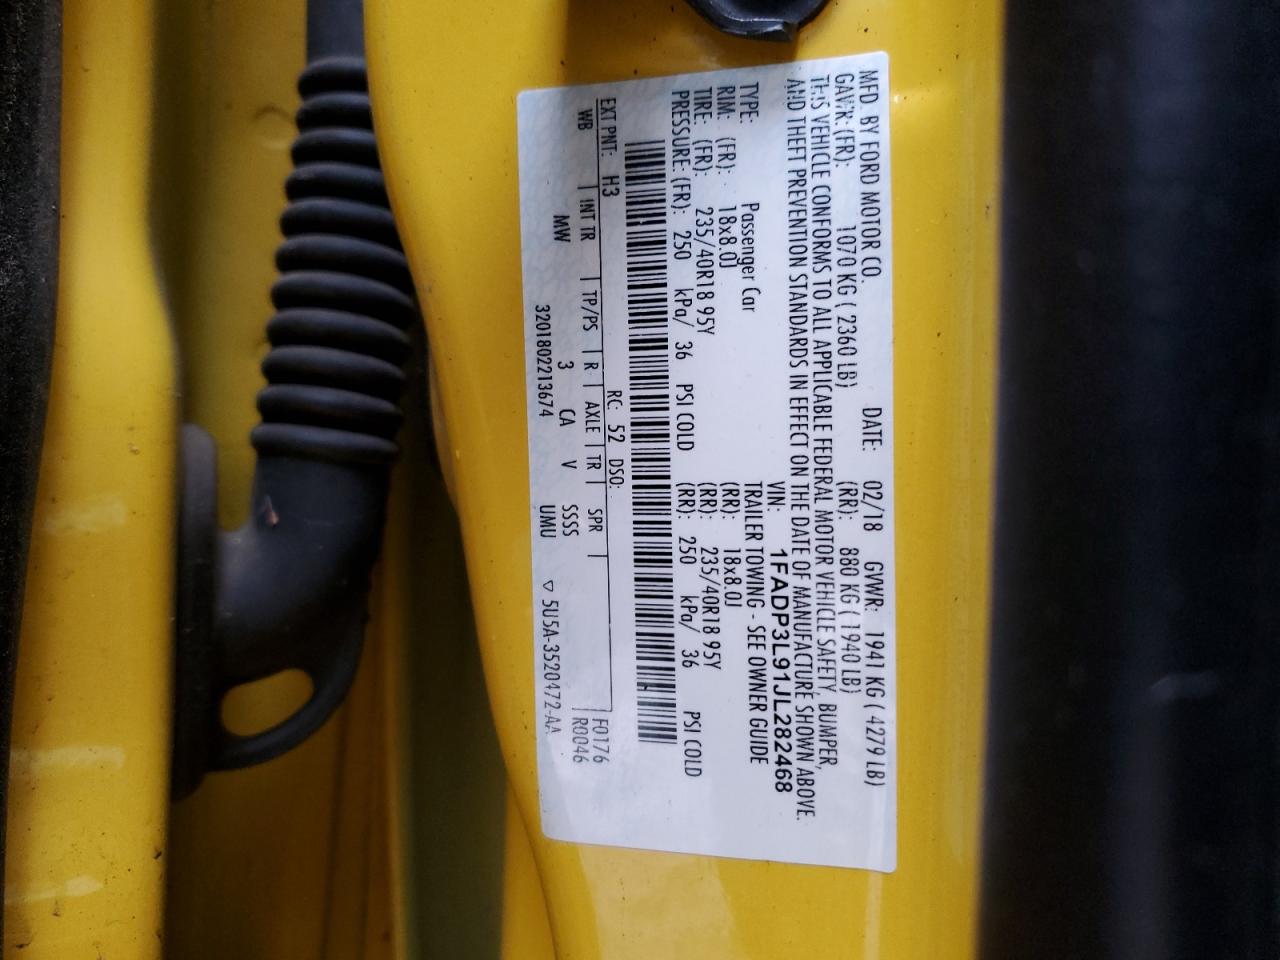 MFD. BY FORD MOTOR CO. DATE: 02/18 GVWR: 1941 KG ( 4279 LB)
GAWR: (FR): 1070 KG ( 2360 LB) (RR): 880 KG ( 1940 LB)
THIS VEHICLE CONFORMS TO ALL APPLICABLE FEDERAL MOTOR VEHICLE SAFETY, BUMPER,
AND THEFT PREVENTION STANDARDS IN EFFECT ON THE DATE OF MANUFACTURE SHOWN ABOVE.
VIN: 1FADP3L91JL282468
TYPE: Passenger Car TRAILER TOWING - SEE OWNER GUIDE
RIM: (FR): 18x8.0J (RR): 18x8.0J
TIRE: (FR): 235/40R18 95Y (RR): 235/40R18 95Y
PRESSURE: (FR): 250 kPa/ 36 PSI COLD (RR): 250 kPa/ 36 PSI COLD
EXT PNT: H3 RC: 52 DSO: F0176
WB INT TR TP/PS R AXLE TR SPR R0046
MW 3 CA V SSSS
320180221367​4 UMU ▽ 5U5A-3520472-AA